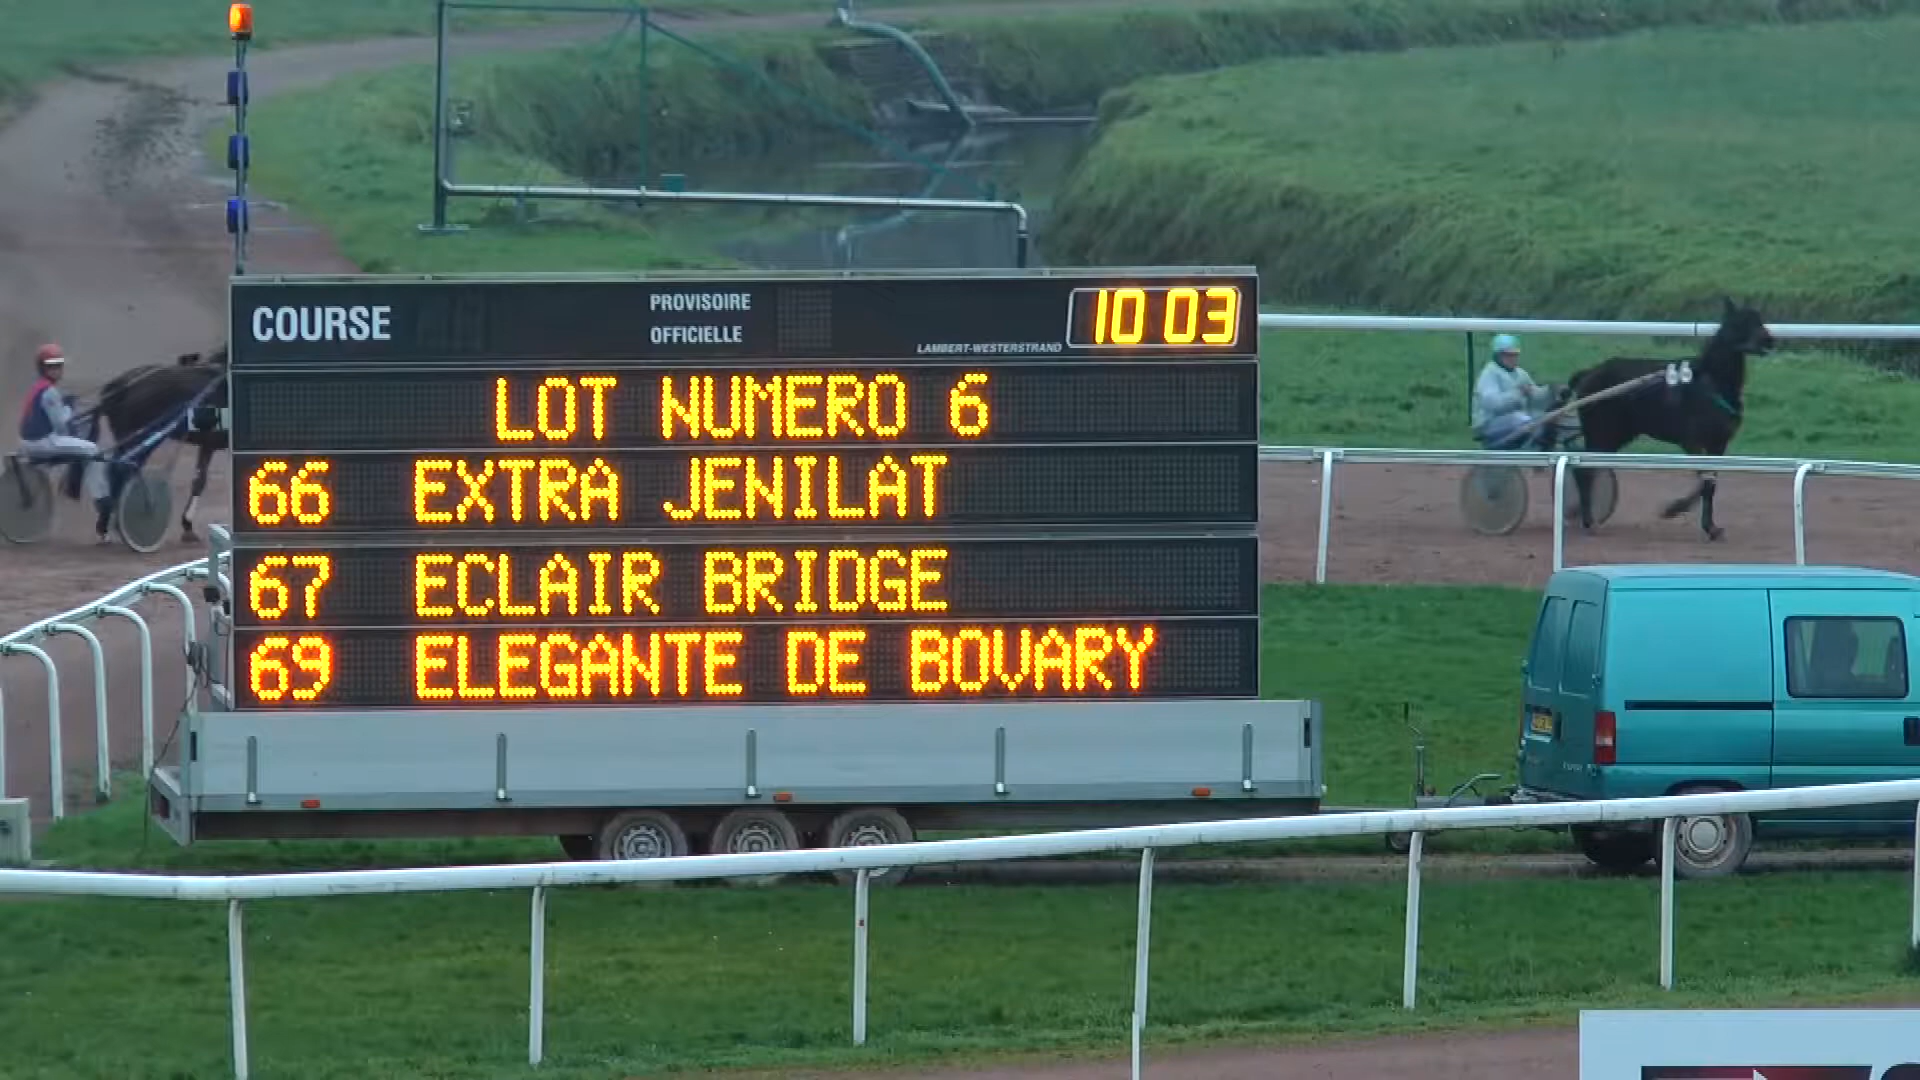 COURSE
PROVISOIRE
OFFICIELLE
LAMBERT-WESTERSTRAND
10 03
LOT NUMERO 6
66 EXTRA JENILAT
67 ECLAIR BRIDGE
69 ELEGANTE DE BOVARY
66